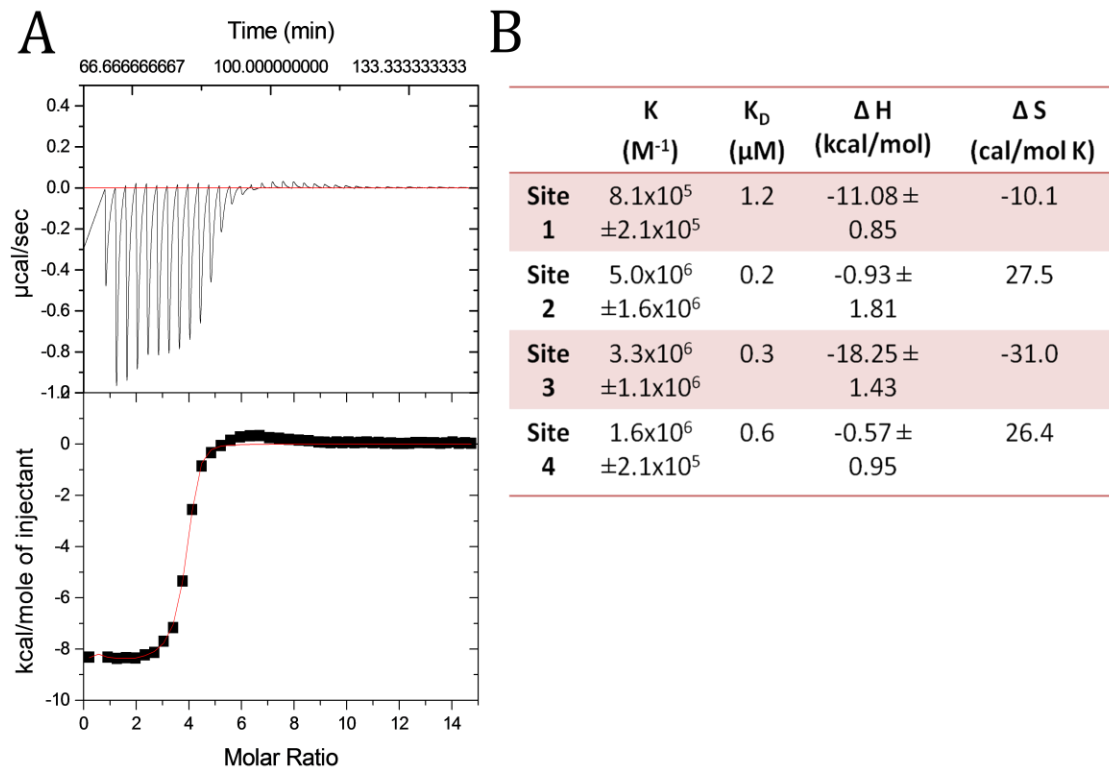 A
Time (min)
66.666666667 100.000000000 133.333333333
0.4
0.2
0.0
-0.2
-0.4
-0.6
-0.8
-1.0
2
µcal/sec
0
-2
-4
-6
-8
-10
kcal/mole of injectant
0 2 4 6 8 10 12 14
Molar Ratio
B
K K_D Δ H Δ S
(M⁻¹) (µM) (kcal/mol) (cal/mol K)
Site 8.1x10⁵ 1.2 -11.08 ± -10.1
1 ±2.1x10⁵ 0.85
Site 5.0x10⁶ 0.2 -0.93 ± 27.5
2 ±1.6x10⁶ 1.81
Site 3.3x10⁶ 0.3 -18.25 ± -31.0
3 ±1.1x10⁶ 1.43
Site 1.6x10⁶ 0.6 -0.57 ± 26.4
4 ±2.1x10⁵ 0.95